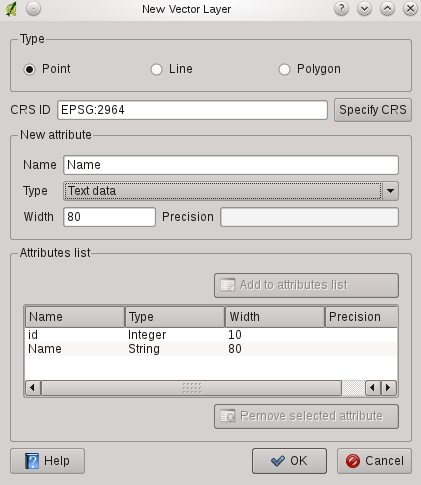 New Vector Layer
Type
Point Line Polygon
CRS ID EPSG:2964 Specify CRS
New attribute
Name Name
Type Text data
Width 80 Precision
Attributes list
Add to attributes list
Name Type Width Precision
id Integer 10
Name String 80
Remove selected attribute
Help OK Cancel